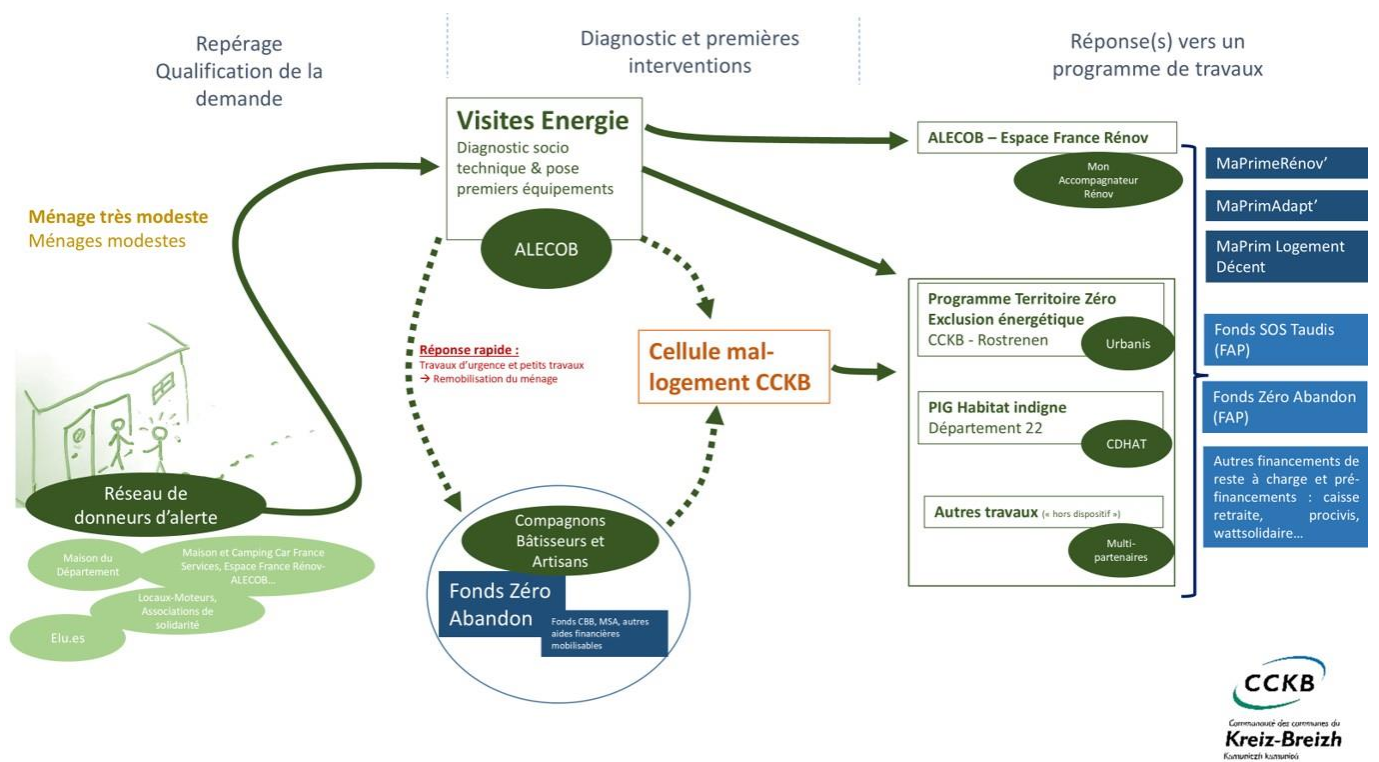 Repérage
Qualification de la
demande
Diagnostic et premières
interventions
Réponse(s) vers un
programme de travaux
Ménage très modeste
Ménages modestes
Réseau de
donneurs d'alerte
Maison du
Département
Maison et Camping Car France
Services, Espace France Rénov-
ALECOB...
Locaux-Moteurs,
Associations de
solidarité
Elu.es
Visites Energie
Diagnostic socio
technique & pose
premiers équipements
ALECOB
Réponse rapide :
Travaux d'urgence et petits travaux
→ Remobilisation du ménage
Cellule mal-
logement CCKB
Compagnons
Bâtisseurs et
Artisans
Fonds Zéro
Abandon
Fonds CBB, MSA, autres
aides financières
mobilisables
ALECOB – Espace France Rénov
Mon
Accompagnateur
Rénov
Programme Territoire Zéro
Exclusion énergétique
CCKB - Rostrenen
Urbanis
PIG Habitat indigne
Département 22
CDHAT
Autres travaux (« hors dispositif »)
Multi-
partenaires
MaPrimeRénov'
MaPrimAdapt'
MaPrim Logement
Décent
Fonds SOS Taudis
(FAP)
Fonds Zéro Abandon
(FAP)
Autres financements de
reste à charge et pré-
financements : caisse
retraite, procivis,
wattsolidaire...
CCKB
Communauté des communes du
Kreiz-Breizh
Kumuniezh kumunioù